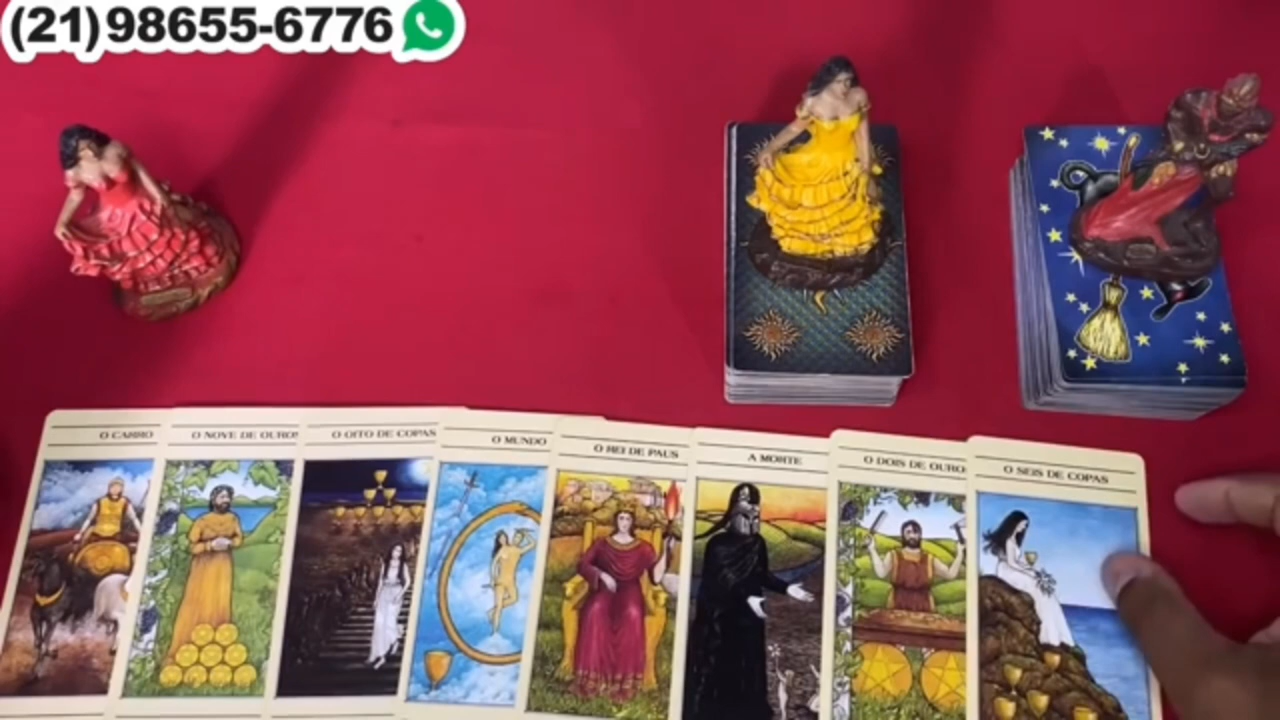 (21)98655-6776
O CARRO
O NOVE DE OUROS
O OITO DE COPAS
O MUNDO
O REI DE PAUS
A MORTE
O DOIS DE OURO
O SEIS DE COPAS